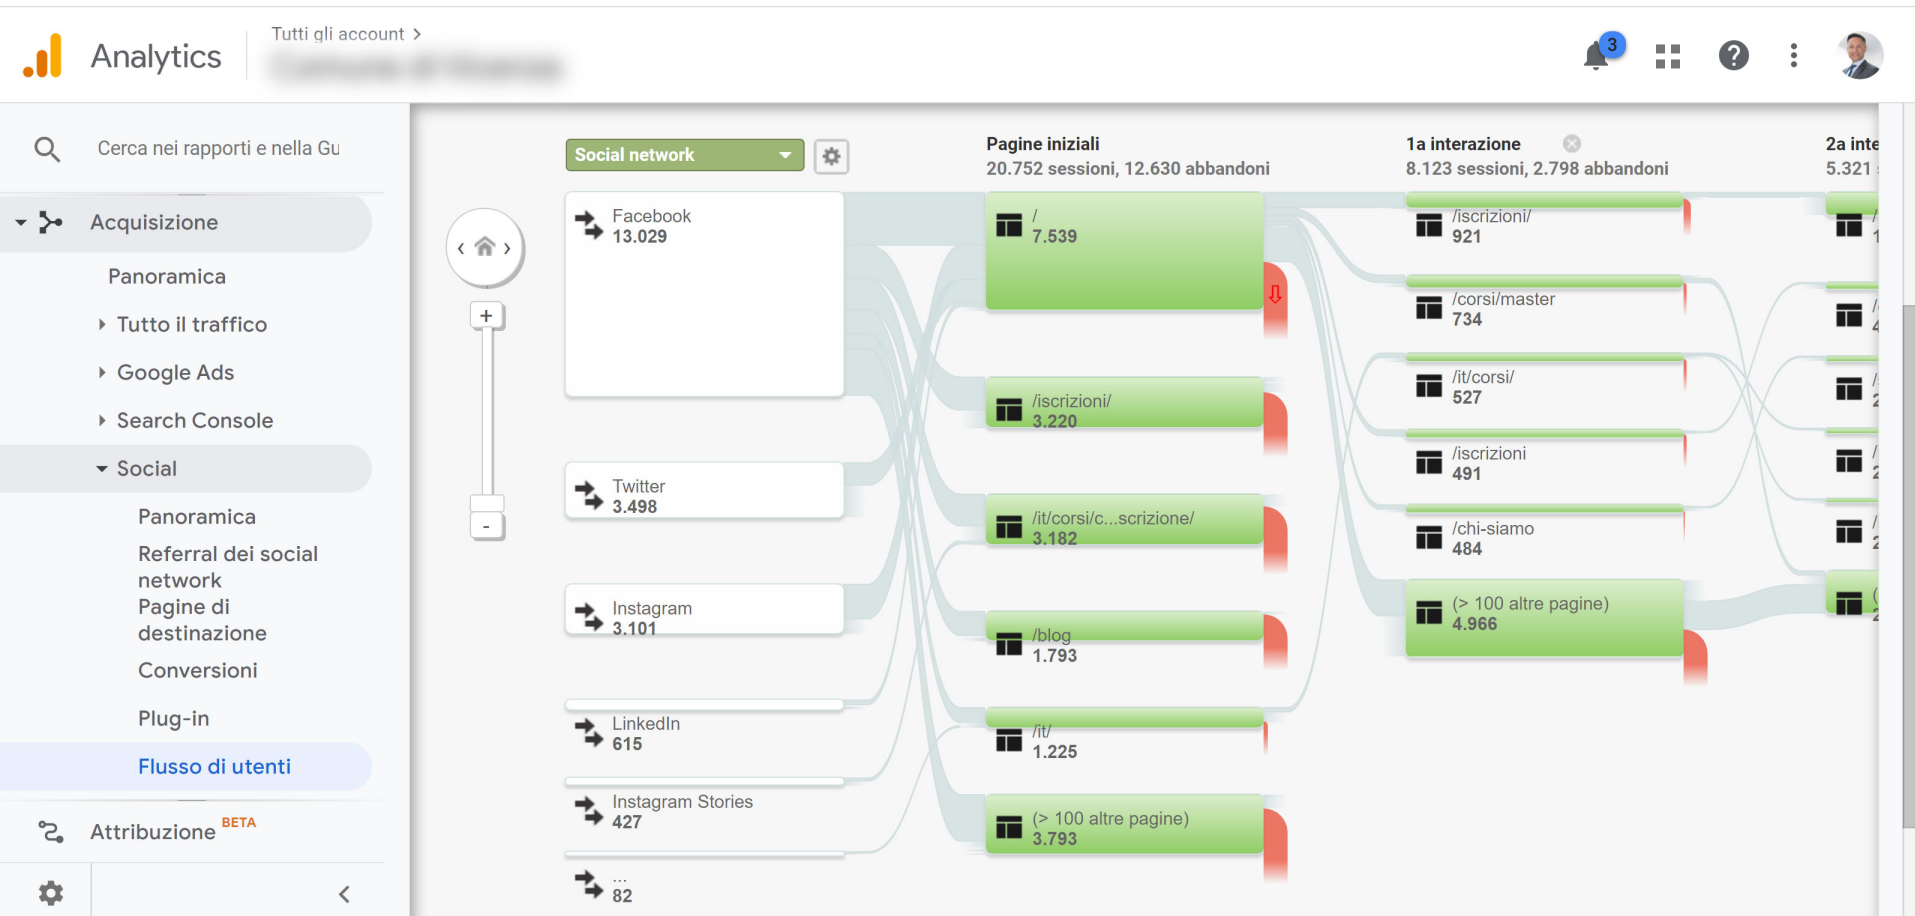 Analytics
Tutti gli account
3
Cerca nei rapporti e nella Gu
Acquisizione
Panoramica
Tutto il traffico
Google Ads
Search Console
Social
Panoramica
Referral dei social
network
Pagine di
destinazione
Conversioni
Plug-in
Flusso di utenti
Attribuzione BETA
Social network
Facebook
13.029
Twitter
3.498
Instagram
3.101
LinkedIn
615
Instagram Stories
427
...
82
Pagine iniziali
20.752 sessioni, 12.630 abbandoni
/
7.539
/iscrizioni/
3.220
/it/corsi/c...scrizione/
3.182
/blog
1.793
/it/
1.225
(> 100 altre pagine)
3.793
1a interazione
8.123 sessioni, 2.798 abbandoni
/iscrizioni/
921
/corsi/master
734
/it/corsi/
527
/iscrizioni
491
/chi-siamo
484
(> 100 altre pagine)
4.966
2a inte
5.321